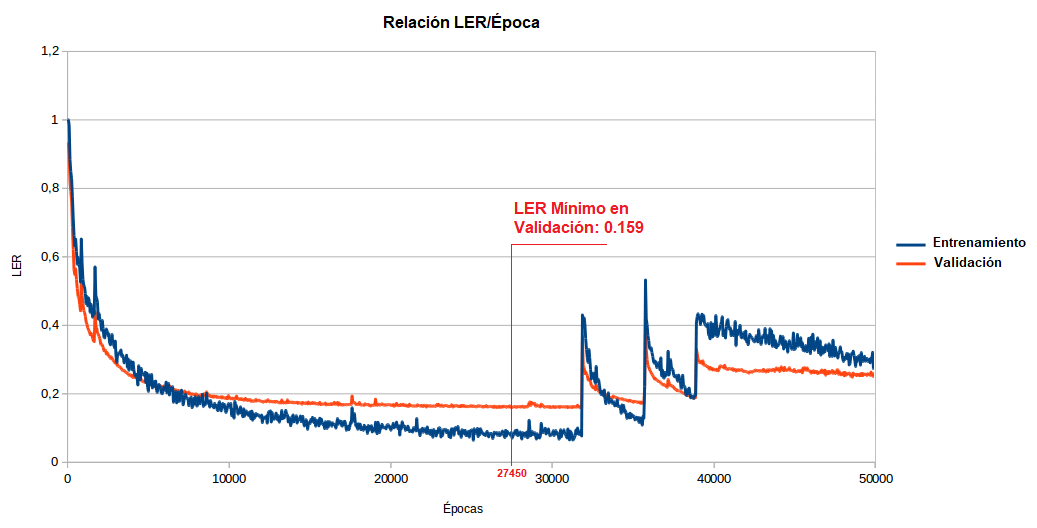 Relación LER/Época
1,2
1
0,8
0,6
0,4
0,2
0
LER
LER Mínimo en
Validación: 0.159
Entrenamiento
Validación
27450
0
10000
20000
30000
40000
50000
Épocas